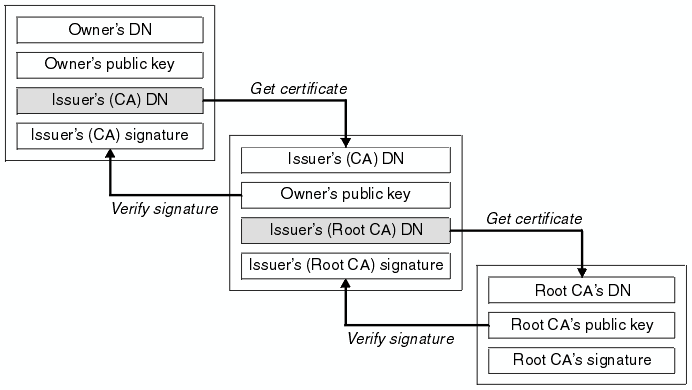 Owner's DN
Owner's public key
Issuer's (CA) DN
Issuer's (CA) signature
Get certificate
Verify signature
Issuer's (CA) DN
Owner's public key
Issuer's (Root CA) DN
Issuer's (Root CA) signature
Get certificate
Verify signature
Root CA's DN
Root CA's public key
Root CA's signature